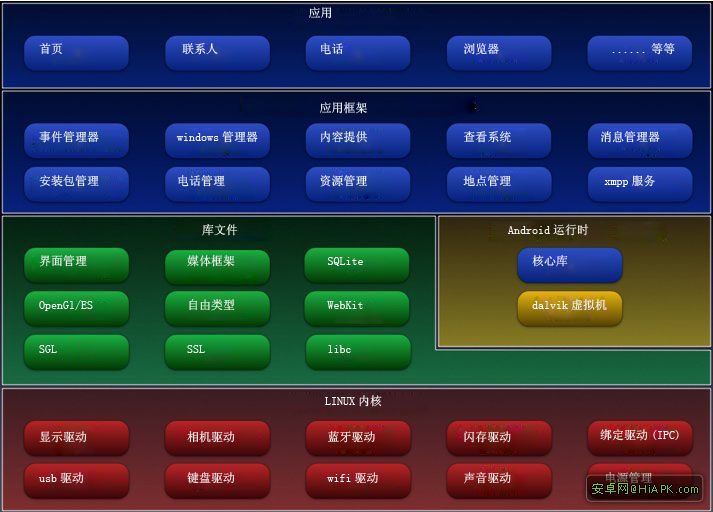 应用
首页 联系人 电话 浏览器 ...... 等等
应用框架
事件管理器 windows 管理器 内容提供 查看系统 消息管理器
安装包管理 电话管理 资源管理 地点管理 xmpp 服务
库文件
界面管理 媒体框架 SQLite
OpenGl/ES 自由类型 WebKit
SGL SSL libc
Android 运行时
核心库
dalvik 虚拟机
LINUX 内核
显示驱动 相机驱动 蓝牙驱动 闪存驱动 绑定驱动 (IPC)
usb 驱动 键盘驱动 wifi 驱动 声音驱动 电源管理
安卓网@HiAPK.com